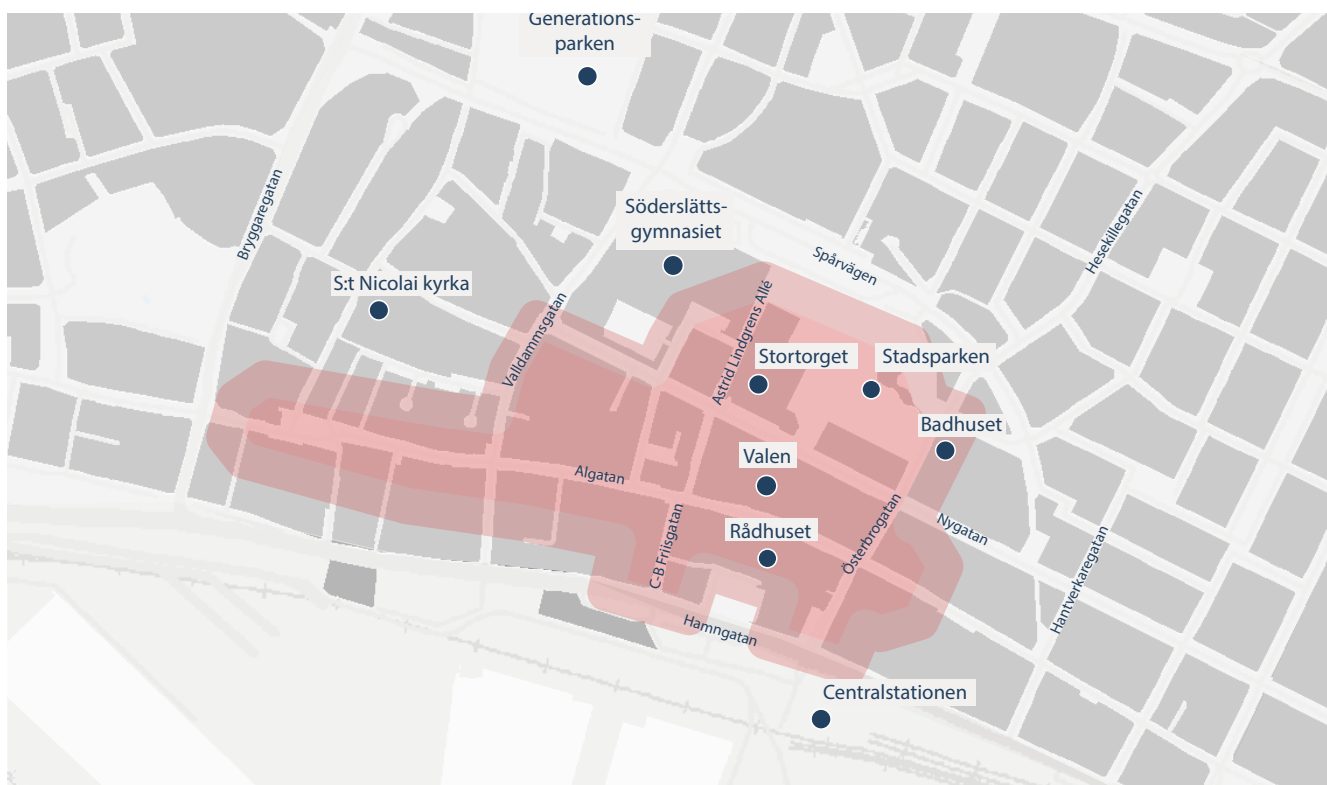 Generations-
parken
Söderslätts-
gymnasiet
Bryggaregatan
Spårvägen
Hesekillegatan
S:t Nicolai kyrka
Valldammsgatan
Astrid Lindgrens Allé
Stortorget
Stadsparken
Badhuset
Valen
Algatan
Nygatan
Rådhuset
Österbrogatan
C-B Friisgatan
Hantverkaregatan
Hamngatan
Centralstationen